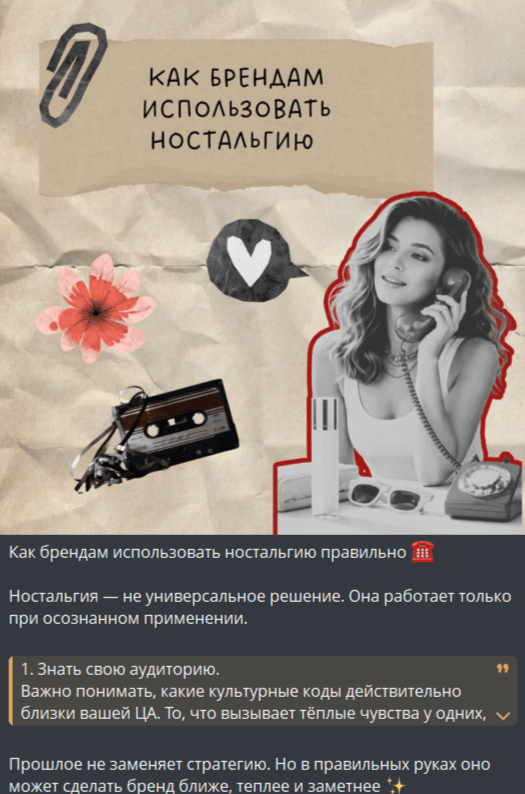 КАК БРЕНДАМ
ИСПОЛЬЗОВАТЬ
НОСТАЛЬГИЮ
Как брендам использовать ностальгию правильно ☎️
Ностальгия — не универсальное решение. Она работает только
при осознанном применении.
1. Знать свою аудиторию.
Важно понимать, какие культурные коды действительно
близки вашей ЦА. То, что вызывает тёплые чувства у одних,
Прошлое не заменяет стратегию. Но в правильных руках оно
может сделать бренд ближе, теплее и заметнее ✨